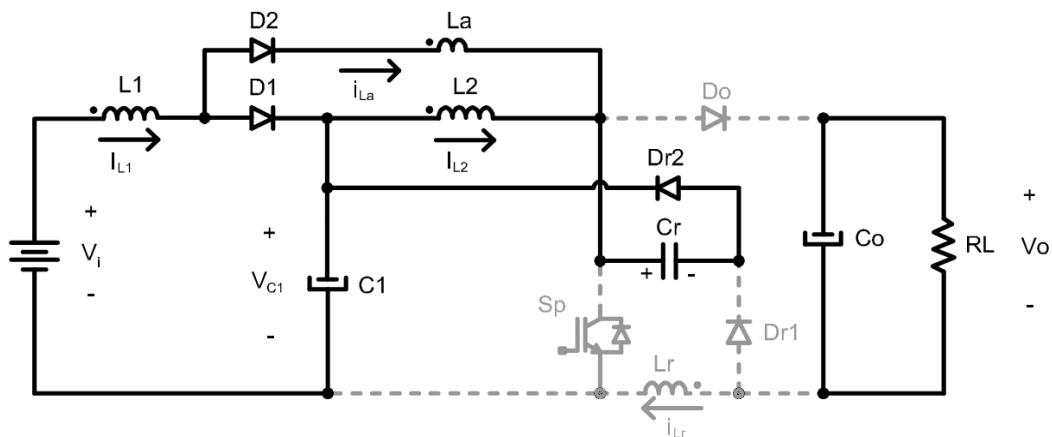 D2
La
iLa
L1
D1
L2
Do
IL1
IL2
Dr2
+
Vi
-
+
VC1
-
C1
Cr
+ -
Co
RL
+
Vo
-
Sp
Dr1
Lr
iLr